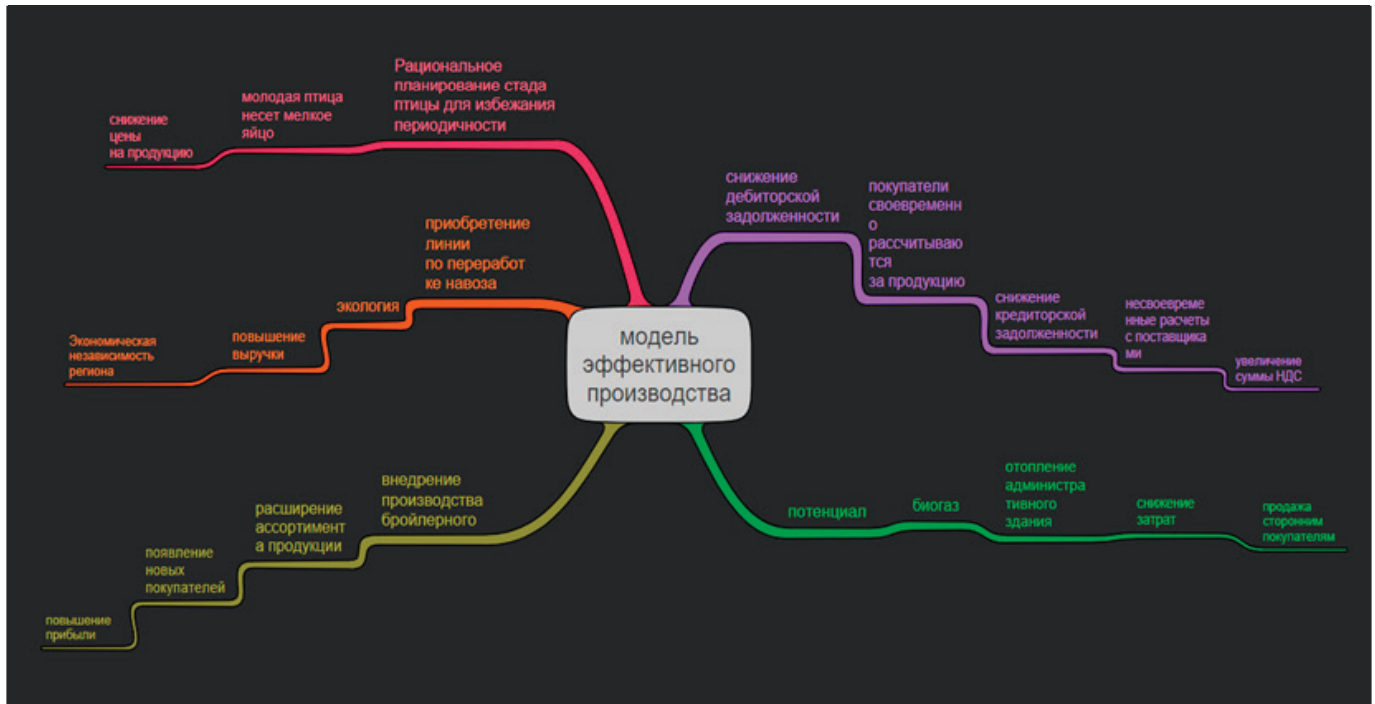 Рациональное
планирование стада
птицы для избежания
периодичности
молодая птица
несет мелкое
яйцо
снижение
цены
на продукцию
приобретение
линии
по переработ
ке навоза
экология
повышение
выручки
Экономическая
независимость
региона
модель
эффективного
производства
внедрение
производства
бройлерного
расширение
ассортимент
а продукции
появление
новых
покупателей
повышение
прибыли
снижение
дебиторской
задолженности
покупатели
своевременн
о
рассчитываю
тся
за продукцию
снижение
кредиторской
задолженности
несвоевреме
нные расчеты
с поставщика
ми
увеличение
суммы НДС
потенциал
биогаз
отопление
администра
тивного
здания
снижение
затрат
продажа
сторонним
покупателям